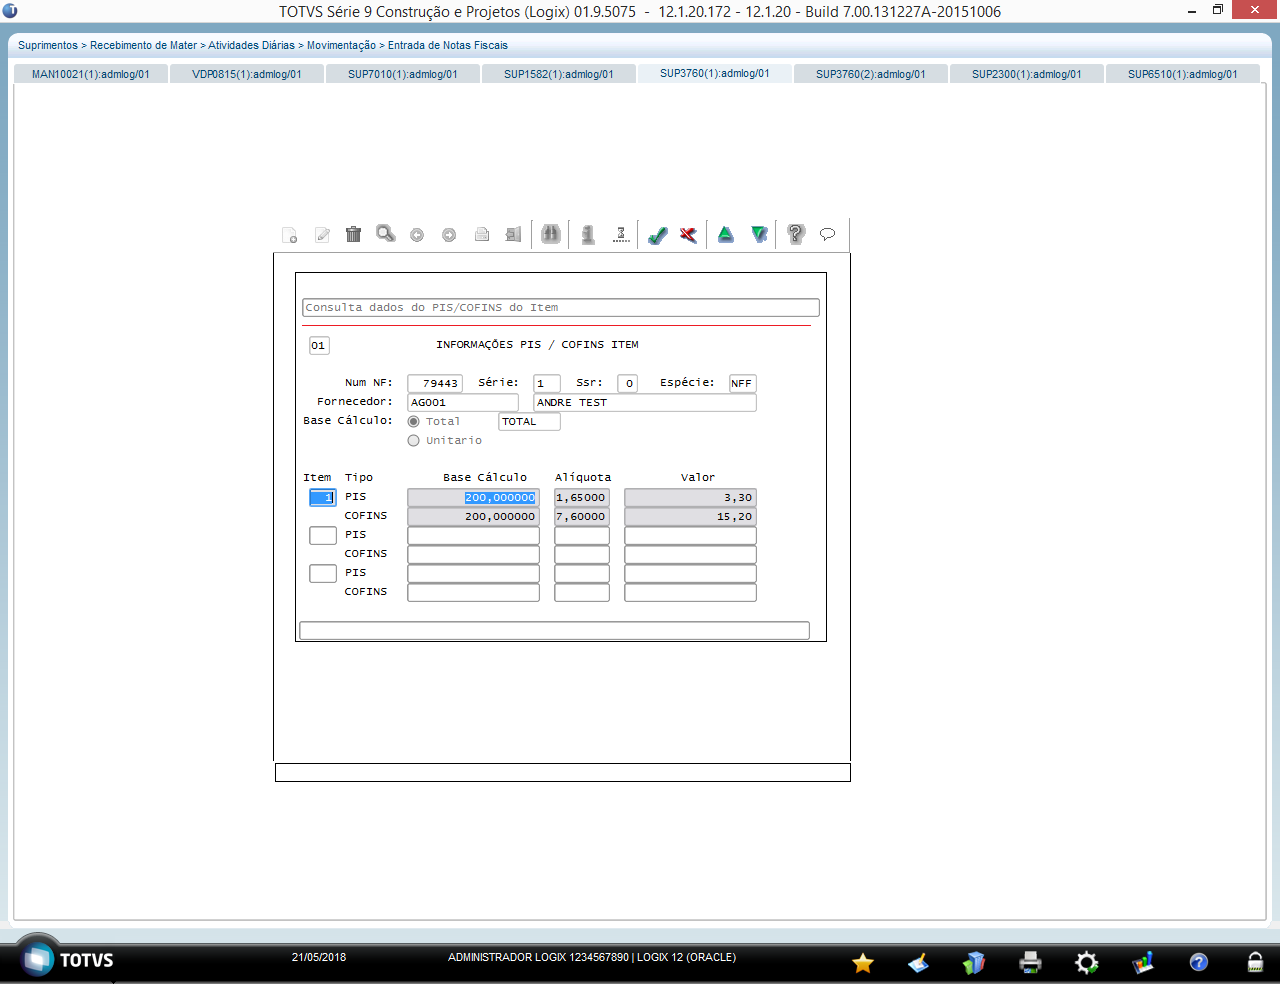 TOTVS Série 9 Construção e Projetos (Logix) 01.9.5075 - 12.1.20.172 - 12.1.20 - Build 7.00.131227A-20151006
Suprimentos > Recebimento de Mater > Atividades Diárias > Movimentação > Entrada de Notas Fiscais
MAN10021(1):admlog/01 VDP0815(1):admlog/01 SUP7010(1):admlog/01 SUP1582(1):admlog/01 SUP3760(1):admlog/01 SUP3760(2):admlog/01 SUP2300(1):admlog/01 SUP6510(1):admlog/01
Consulta dados do PIS/COFINS do Item
01 INFORMAÇÕES PIS / COFINS ITEM
Num NF: 79443 Série: 1 Ssr: 0 Espécie: NFF
Fornecedor: AG001 ANDRE TEST
Base Cálculo: Total TOTAL
Unitario
Item Tipo Base Cálculo Alíquota Valor
1 PIS 200,000000 1,65000 3,30
COFINS 200,000000 7,60000 15,20
PIS
COFINS
PIS
COFINS
TOTVS 21/05/2018 ADMINISTRADOR LOGIX 1234567890 | LOGIX 12 (ORACLE)